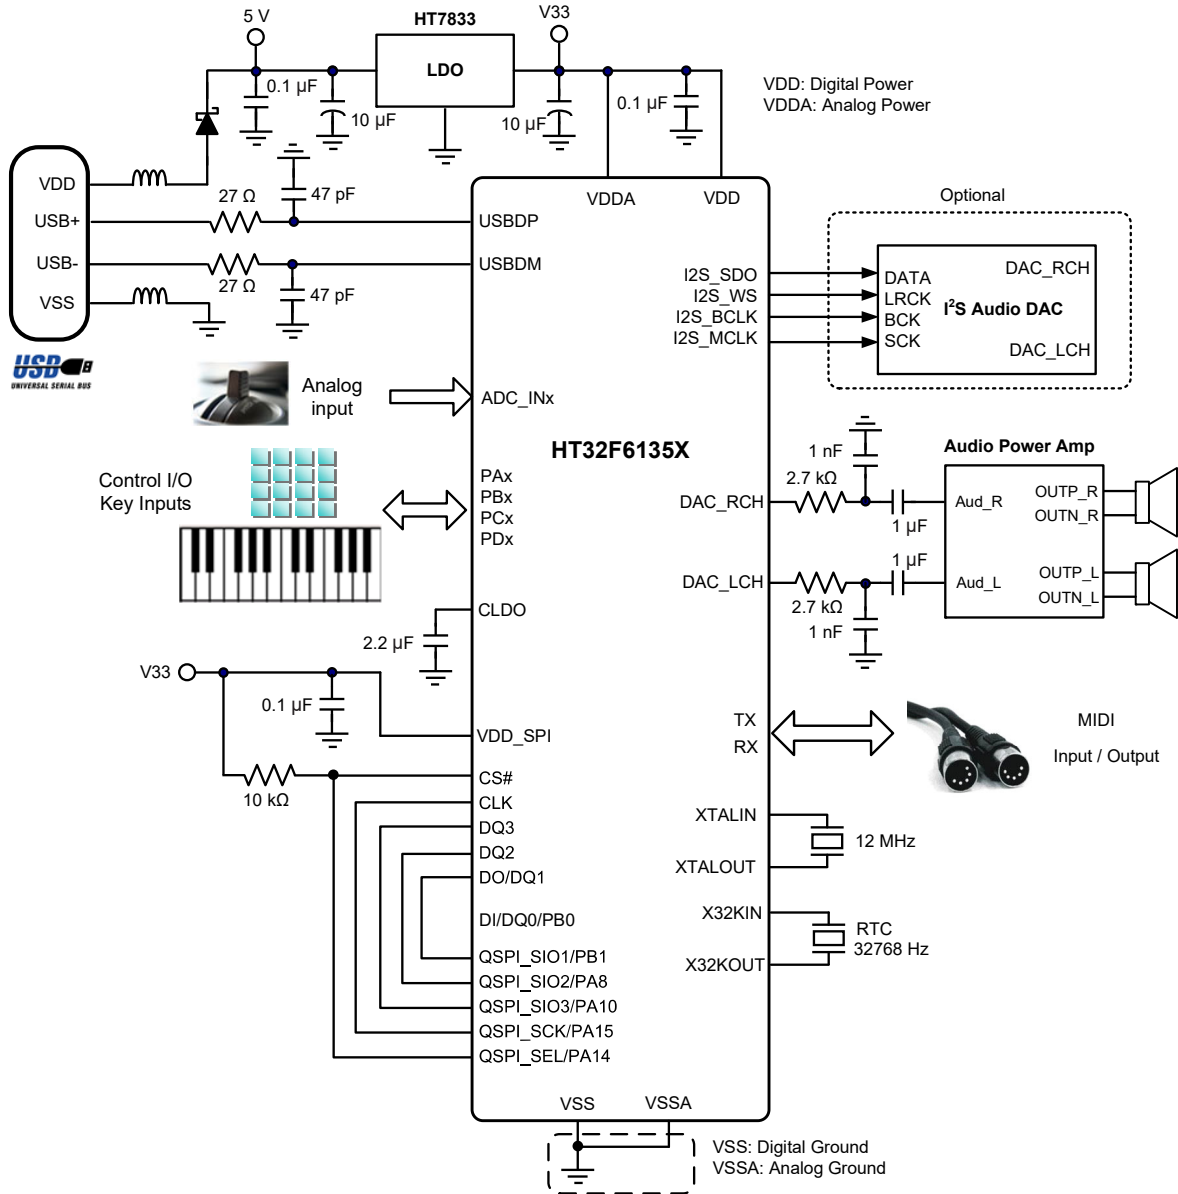 5 V
HT7833
V33
LDO
0.1 µF
10 µF
10 µF
0.1 µF
VDD: Digital Power
VDDA: Analog Power
VDD
USB+
USB-
VSS
27 Ω
47 pF
27 Ω
47 pF
USB
UNIVERSAL SERIAL BUS
VDDA
VDD
USBDP
USBDM
Optional
I2S_SDO
I2S_WS
I2S_BCLK
I2S_MCLK
DATA
LRCK
BCK
SCK
DAC_RCH
I²S Audio DAC
DAC_LCH
Analog
input
ADC_INx
HT32F6135X
Control I/O
Key Inputs
PAx
PBx
PCx
PDx
DAC_RCH
2.7 kΩ
1 nF
1 µF
Audio Power Amp
Aud_R
OUTP_R
OUTN_R
DAC_LCH
2.7 kΩ
1 nF
1 µF
Aud_L
OUTP_L
OUTN_L
CLDO
2.2 µF
V33
0.1 µF
VDD_SPI
10 kΩ
CS#
CLK
DQ3
DQ2
DO/DQ1
DI/DQ0/PB0
QSPI_SIO1/PB1
QSPI_SIO2/PA8
QSPI_SIO3/PA10
QSPI_SCK/PA15
QSPI_SEL/PA14
TX
RX
MIDI
Input / Output
XTALIN
XTALOUT
12 MHz
X32KIN
X32KOUT
RTC
32768 Hz
VSS
VSSA
VSS: Digital Ground
VSSA: Analog Ground